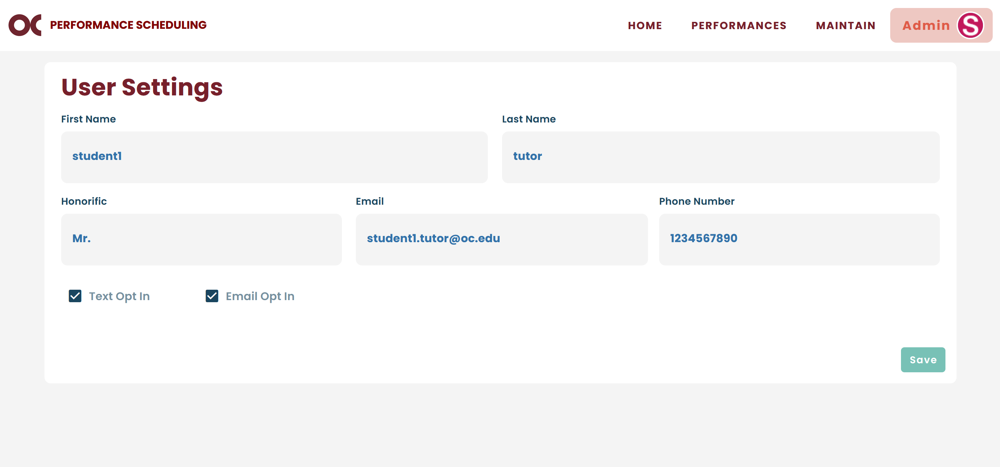 OC PERFORMANCE SCHEDULING HOME PERFORMANCES MAINTAIN Admin S
User Settings
First Name Last Name
student1 tutor
Honorific Email Phone Number
Mr. student1.tutor@oc.edu 1234567890
Text Opt In Email Opt In
Save